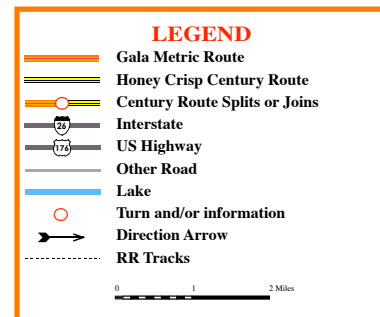 LEGEND
Gala Metric Route
Honey Crisp Century Route
Century Route Splits or Joins
26 Interstate
176 US Highway
Other Road
Lake
Turn and/or information
Direction Arrow
RR Tracks
0 1 2 Miles